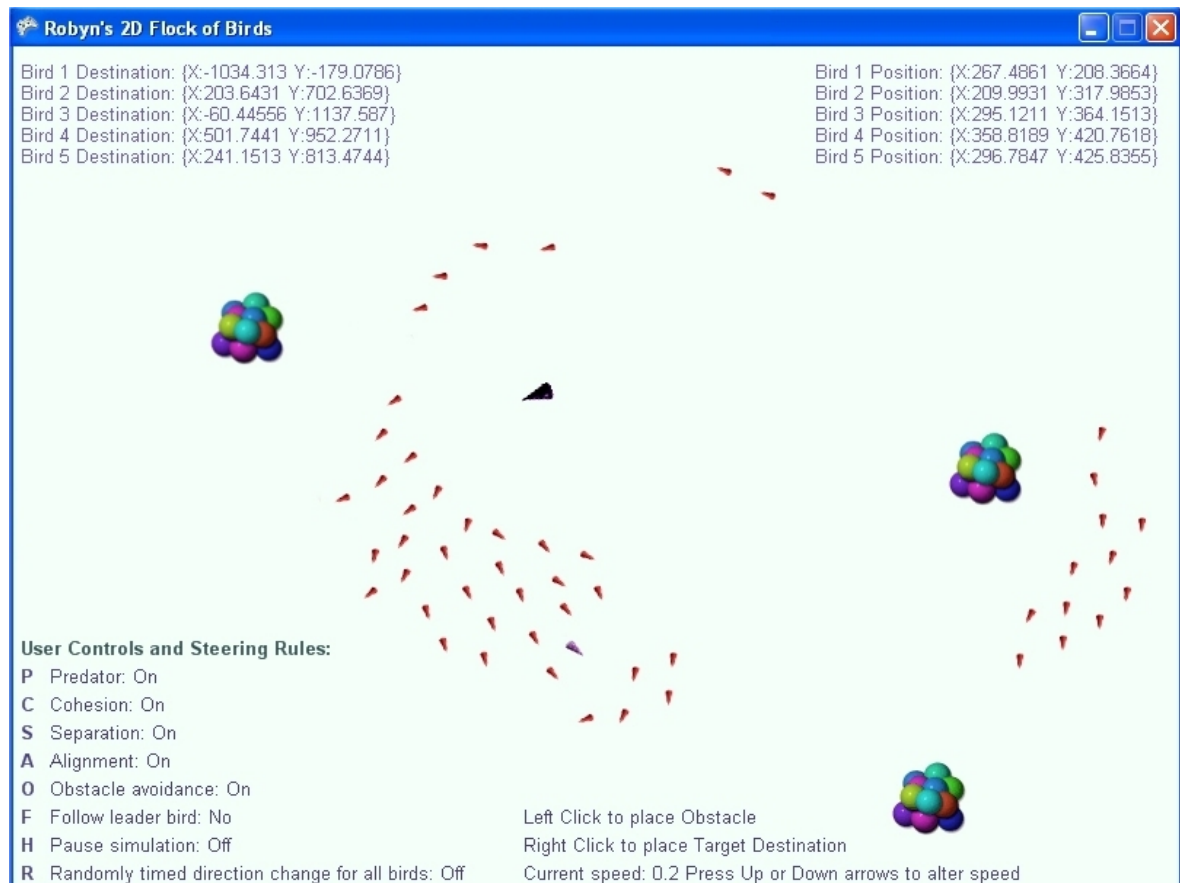 Robyn's 2D Flock of Birds
Bird 1 Destination: {X:-1034.313 Y:-179.0786}
Bird 2 Destination: {X:203.6431 Y:702.6369}
Bird 3 Destination: {X:-60.44556 Y:1137.587}
Bird 4 Destination: {X:501.7441 Y:952.2711}
Bird 5 Destination: {X:241.1513 Y:813.4744}
Bird 1 Position: {X:267.4861 Y:208.3664}
Bird 2 Position: {X:209.9931 Y:317.9853}
Bird 3 Position: {X:295.1211 Y:364.1513}
Bird 4 Position: {X:358.8189 Y:420.7618}
Bird 5 Position: {X:296.7847 Y:425.8355}
User Controls and Steering Rules:
P Predator: On
C Cohesion: On
S Separation: On
A Alignment: On
O Obstacle avoidance: On
F Follow leader bird: No
H Pause simulation: Off
R Randomly timed direction change for all birds: Off
Left Click to place Obstacle
Right Click to place Target Destination
Current speed: 0.2 Press Up or Down arrows to alter speed